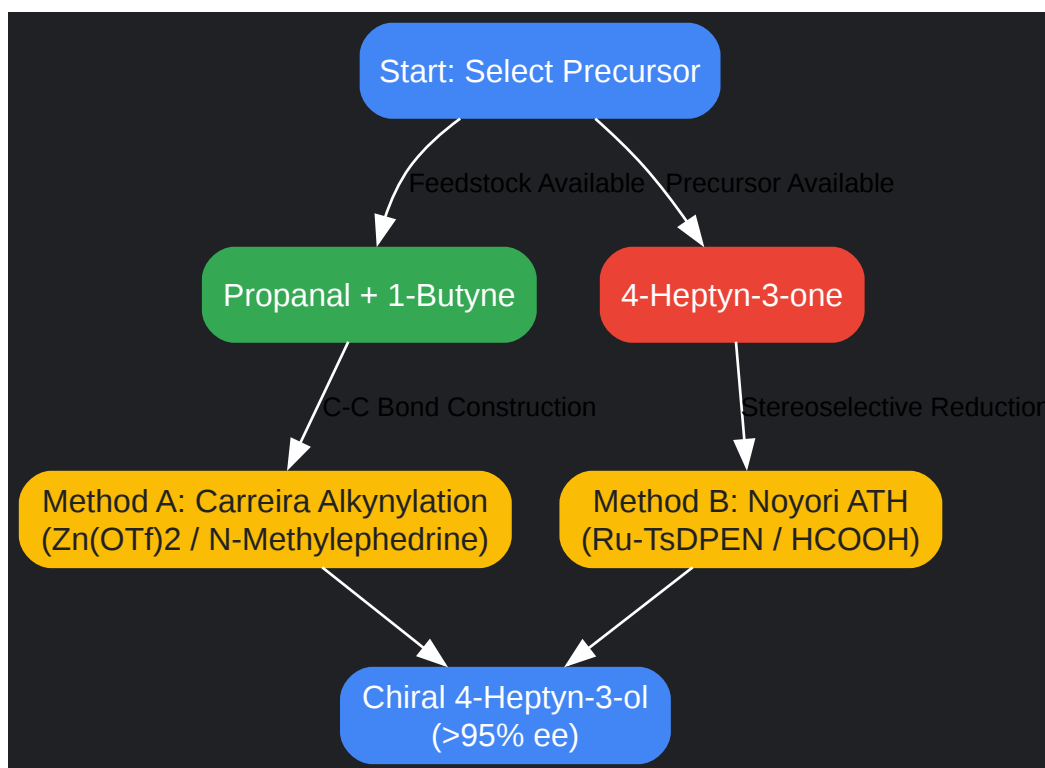 Start: Select Precursor
Feedstock Available
Precursor Available
Propanal + 1-Butyne
4-Heptyn-3-one
C-C Bond Construction
Stereoselective Reduction
Method A: Carreira Alkynylation
(Zn(OTf)2 / N-Methylephedrine)
Method B: Noyori ATH
(Ru-TsDPEN / HCOOH)
Chiral 4-Heptyn-3-ol
(>95% ee)